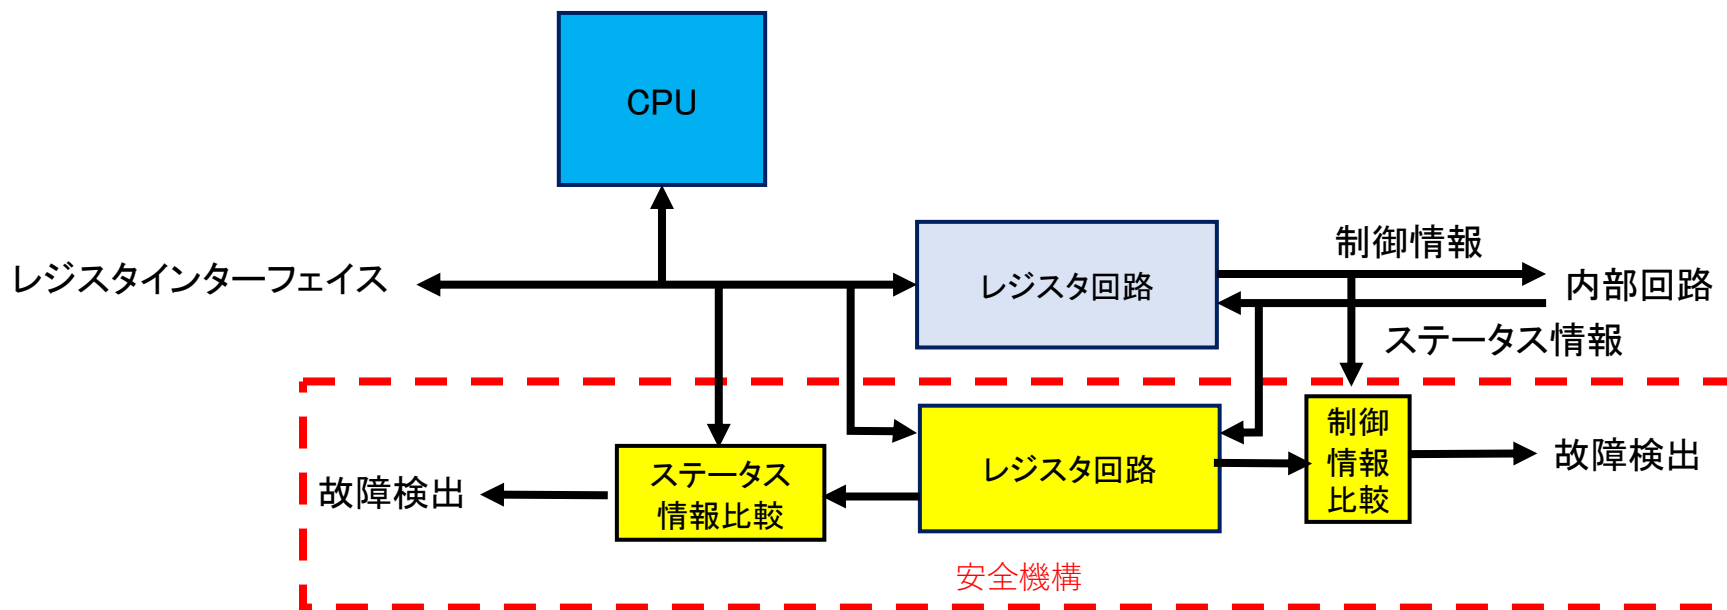 CPU
制御情報
レジスタインターフェイス
レジスタ回路
内部回路
ステータス情報
制御
情報
比較
ステータス
情報比較
レジスタ回路
故障検出
故障検出
安全機構